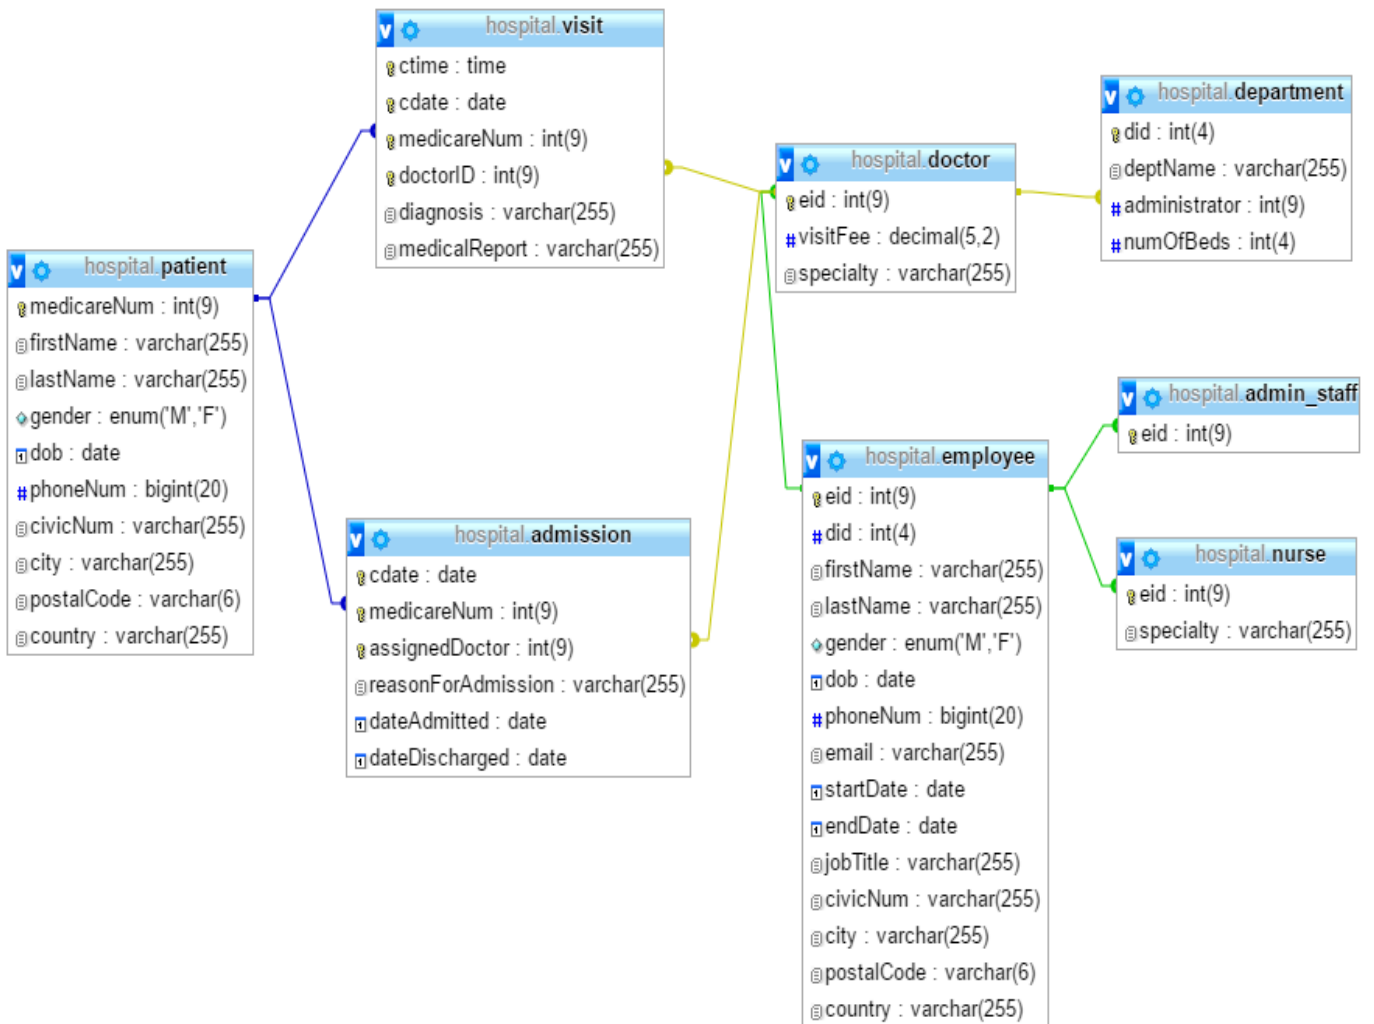 hospital.visit
ctime : time
cdate : date
medicareNum : int(9)
doctorID : int(9)
diagnosis : varchar(255)
medicalReport : varchar(255)
hospital.department
did : int(4)
deptName : varchar(255)
administrator : int(9)
numOfBeds : int(4)
hospital.doctor
eid : int(9)
visitFee : decimal(5,2)
specialty : varchar(255)
hospital.patient
medicareNum : int(9)
firstName : varchar(255)
lastName : varchar(255)
gender : enum('M','F')
dob : date
phoneNum : bigint(20)
civicNum : varchar(255)
city : varchar(255)
postalCode : varchar(6)
country : varchar(255)
hospital.admission
cdate : date
medicareNum : int(9)
assignedDoctor : int(9)
reasonForAdmission : varchar(255)
dateAdmitted : date
dateDischarged : date
hospital.employee
eid : int(9)
did : int(4)
firstName : varchar(255)
lastName : varchar(255)
gender : enum('M','F')
dob : date
phoneNum : bigint(20)
email : varchar(255)
startDate : date
endDate : date
jobTitle : varchar(255)
civicNum : varchar(255)
city : varchar(255)
postalCode : varchar(6)
country : varchar(255)
hospital.admin_staff
eid : int(9)
hospital.nurse
eid : int(9)
specialty : varchar(255)